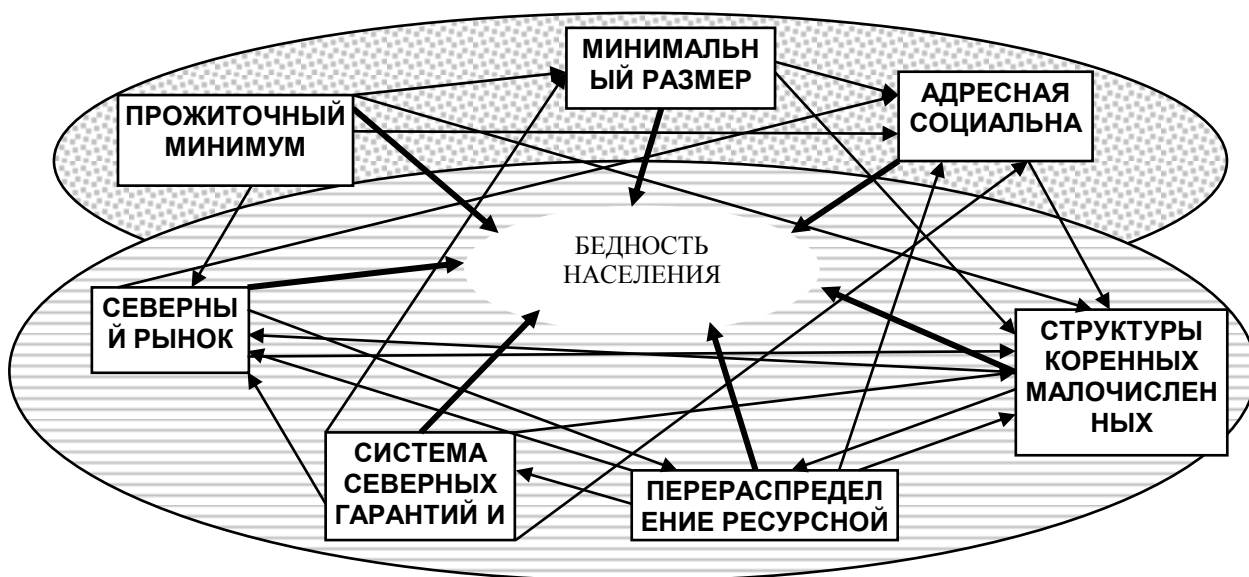 МИНИМАЛЬН
ЫЙ РАЗМЕР
АДРЕСНАЯ
СОЦИАЛЬНА
ПРОЖИТОЧНЫЙ
МИНИМУМ
БЕДНОСТЬ
НАСЕЛЕНИЯ
СЕВЕРНЫ
Й РЫНОК
СТРУКТУРЫ
КОРЕННЫХ
МАЛОЧИСЛЕН
НЫХ
СИСТЕМА
СЕВЕРНЫХ
ГАРАНТИЙ И
ПЕРЕРАСПРЕДЕЛ
ЕНИЕ РЕСУРСНОЙ